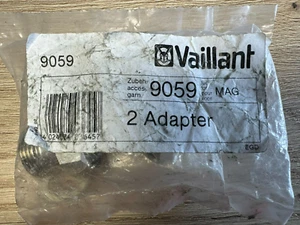 9059
Vaillant
Zubeh.
acces.
garn.
9059
MAG
2 Adapter